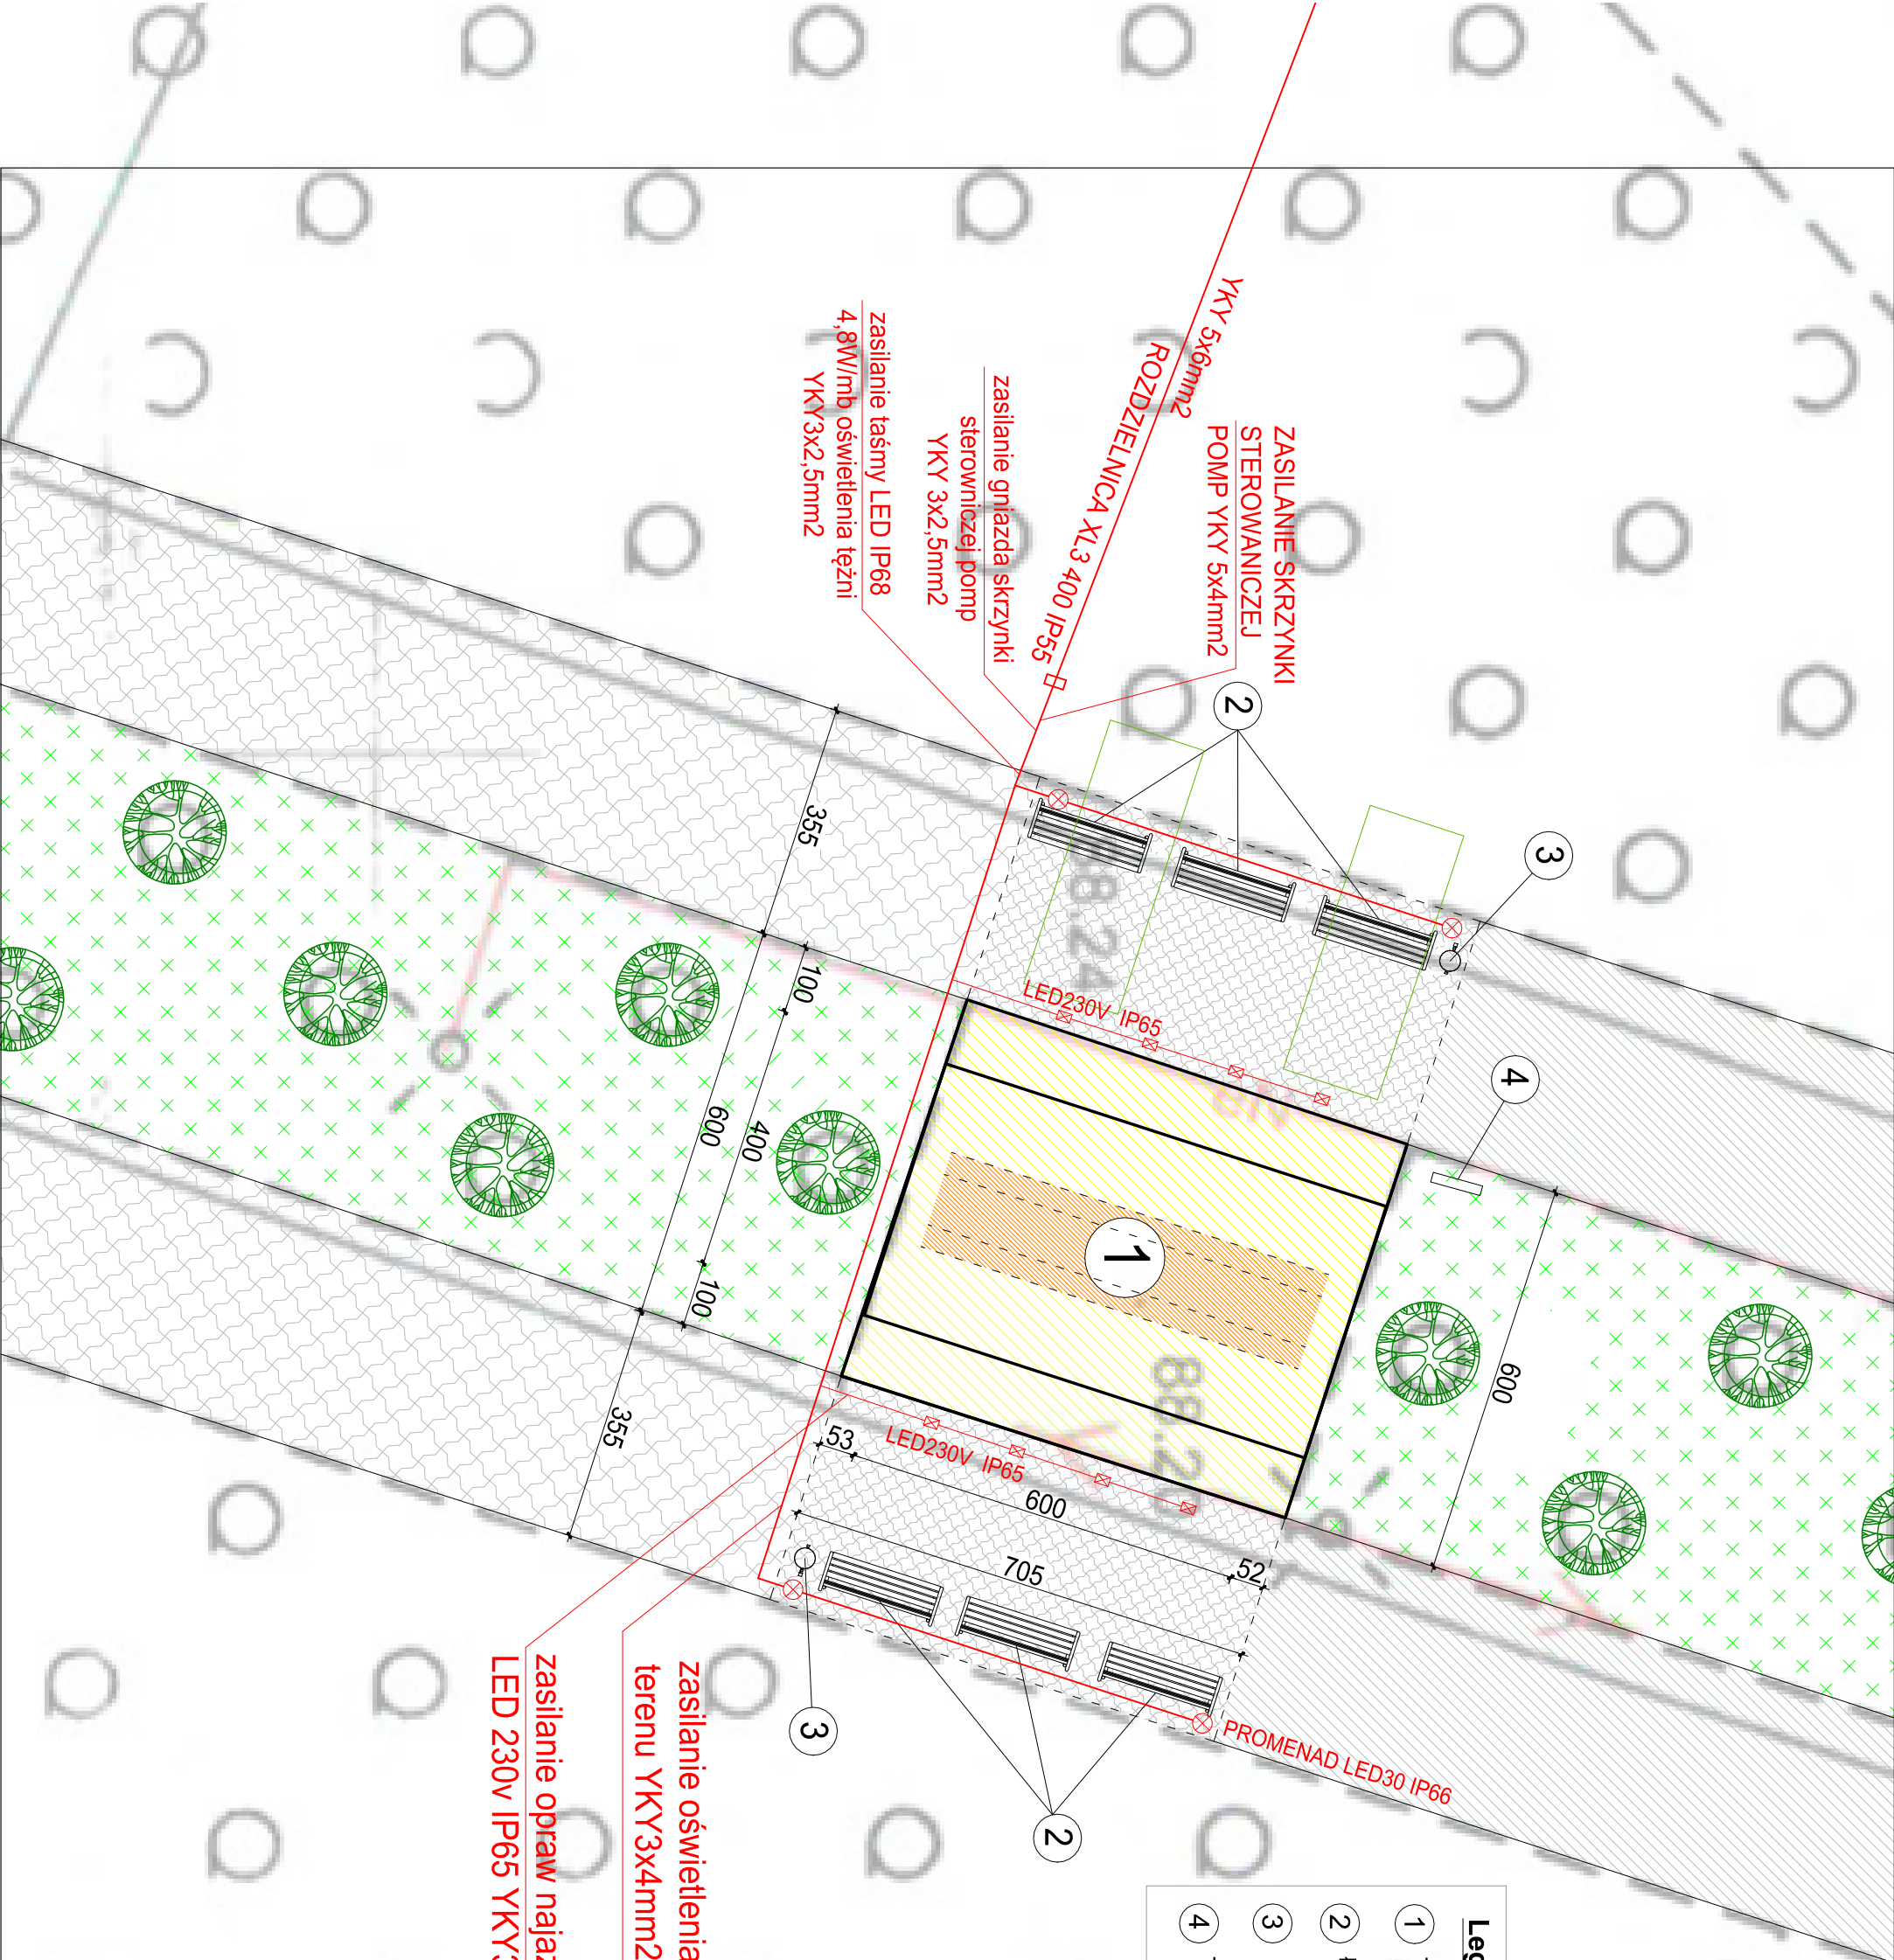 YKY 5x6mm2
ROZDZIELNICA XL3 400 IP55
ZASILANIE SKRZYNKI
STEROWANICZEJ
POMP YKY 5x4mm2
zasilanie gniazda skrzynki
sterowniczej pomp
YKY 3x2,5mm2
zasilanie taśmy LED IP68
4,8W/mb oświetlenia tężni
YKY3x2,5mm2
2
3
4
1
LED230V IP65
LED230V IP65
355
100
600
400
100
355
600
53
600
52
705
PROMENAD LED30 IP66
3
2
zasilanie oświetlenia
terenu YKY3x4mm2
zasilanie opraw
LED 230v IP65
1
2
3
4